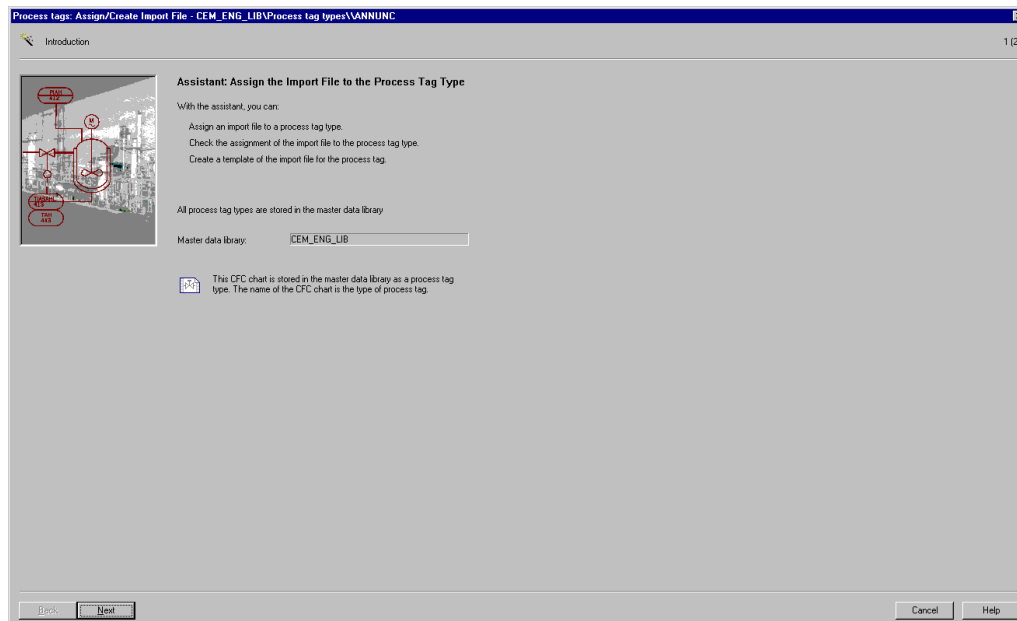 Process tags: Assign/Create Import File - CEM_ENG_LIB\Process tag types\\ANNUNC
Introduction
1 (2
Assistant: Assign the Import File to the Process Tag Type
With the assistant, you can:
Assign an import file to a process tag type.
Check the assignment of the import file to the process tag type.
Create a template of the import file for the process tag.
All process tag types are stored in the master data library
Master data library: CEM_ENG_LIB
This CFC chart is stored in the master data library as a process tag
type. The name of the CFC chart is the type of process tag.
M
TAH
Back Next Cancel Help